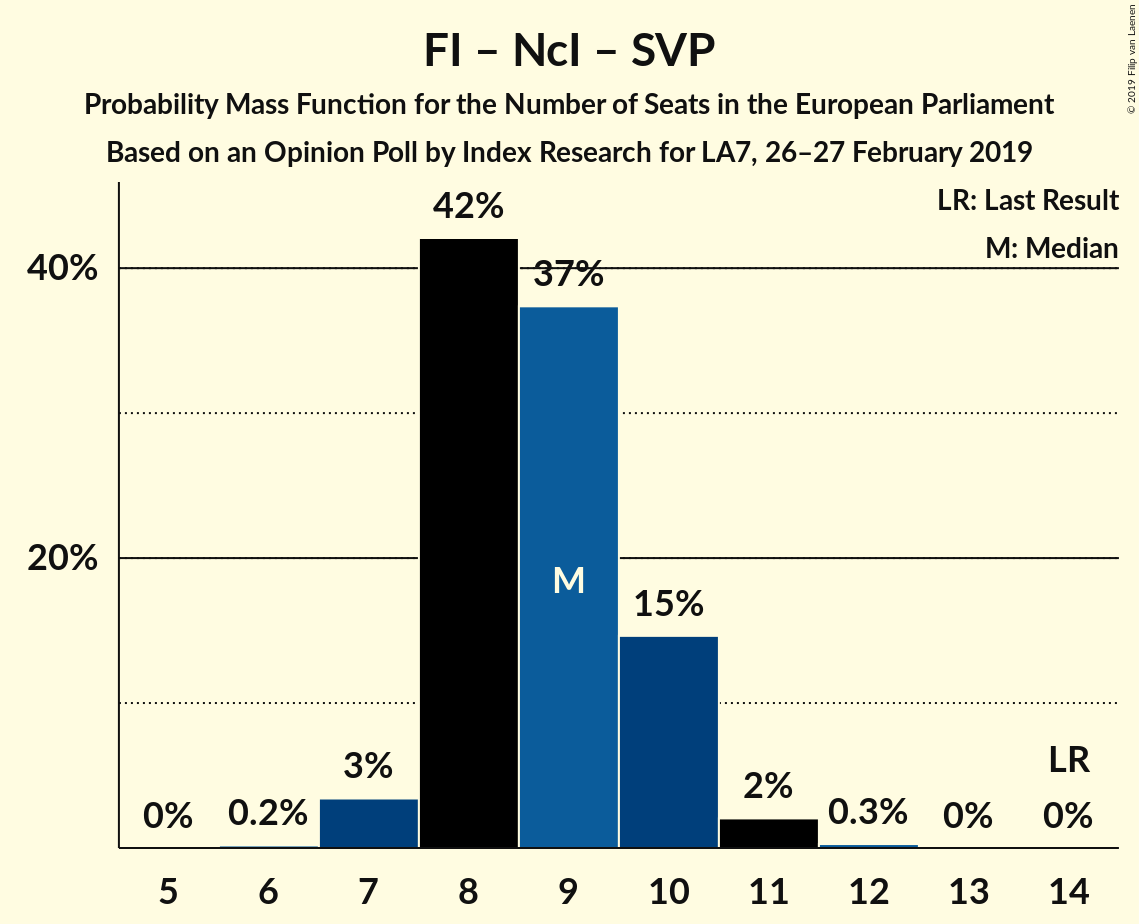 FI – NcI – SVP
Probability Mass Function for the Number of Seats in the European Parliament
Based on an Opinion Poll by Index Research for LA7, 26–27 February 2019
© 2019 Filip van Laenen
LR: Last Result
M: Median
40%
20%
0%
0.2%
3%
42%
37%
M
15%
2%
0.3%
0%
LR
0%
5 6 7 8 9 10 11 12 13 14